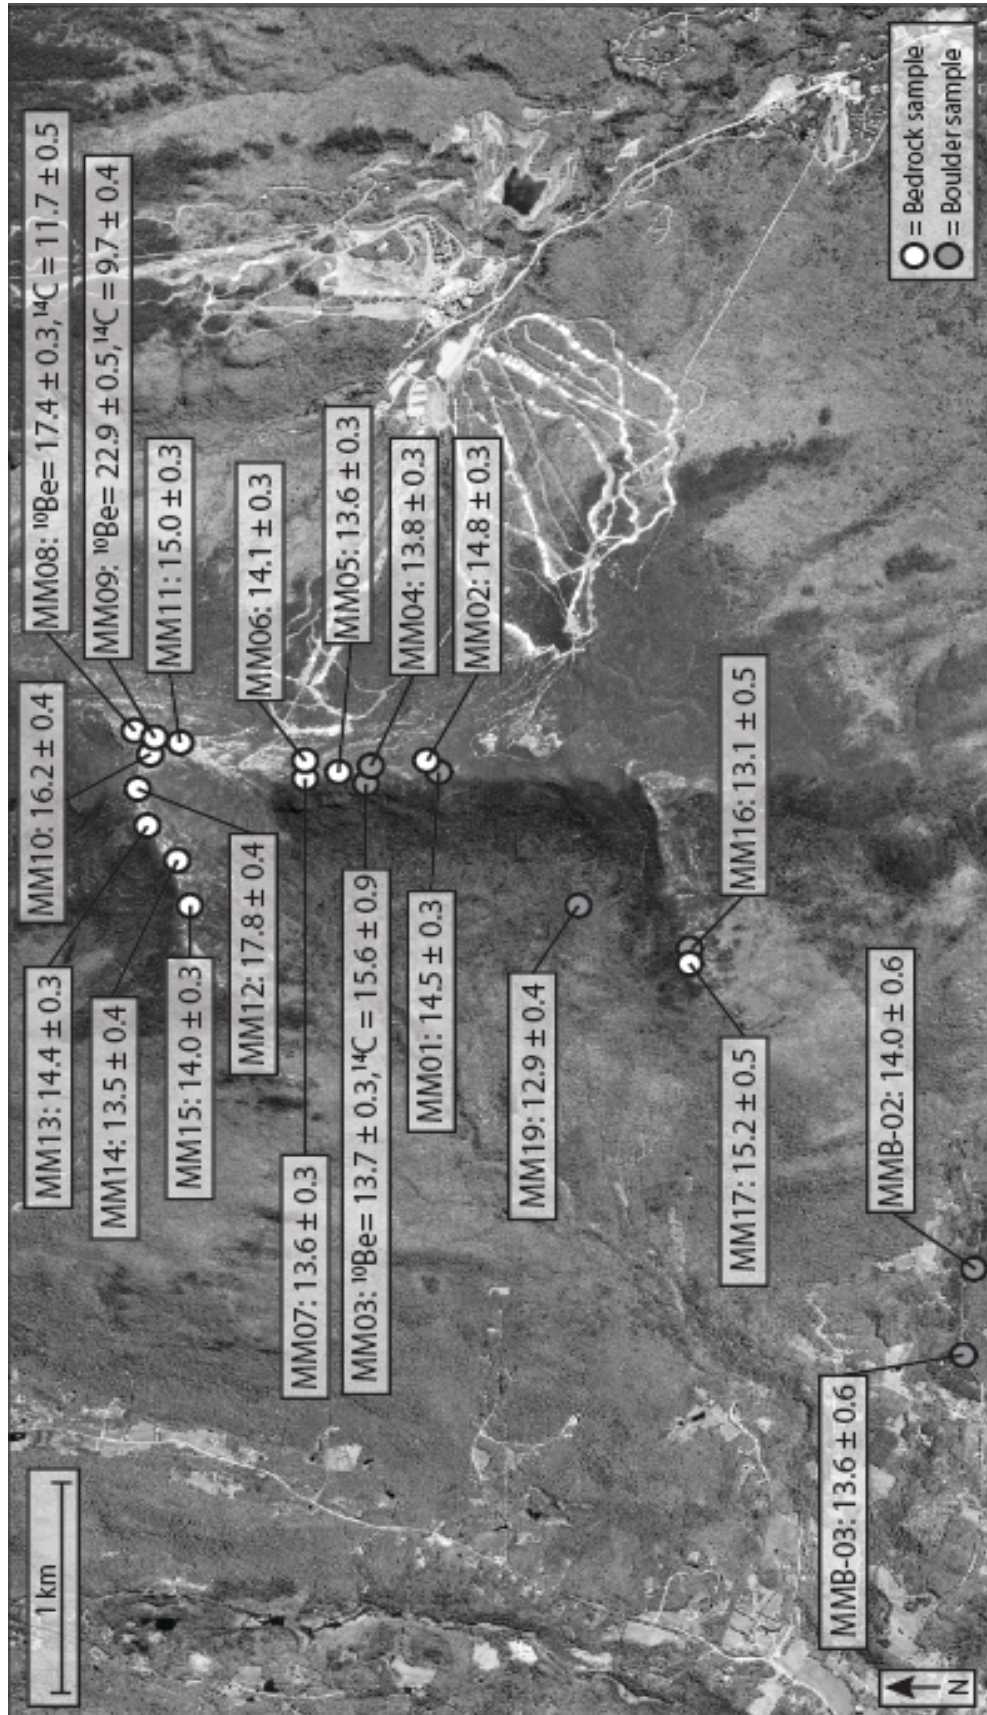 MM08: ¹⁰Be= 17.4 ± 0.3,¹⁴C = 11.7 ± 0.5
MM09: ¹⁰Be= 22.9 ± 0.5,¹⁴C = 9.7 ± 0.4
MM11: 15.0 ± 0.3
MM10: 16.2 ± 0.4
MM13: 14.4 ± 0.3
MM14: 13.5 ± 0.4
MM15: 14.0 ± 0.3
MM12: 17.8 ± 0.4
MM06: 14.1 ± 0.3
MM05: 13.6 ± 0.3
MM04: 13.8 ± 0.3
MM02: 14.8 ± 0.3
MM07: 13.6 ± 0.3
MM03: ¹⁰Be= 13.7 ± 0.3,¹⁴C = 15.6 ± 0.9
MM01: 14.5 ± 0.3
MM19: 12.9 ± 0.4
MM16: 13.1 ± 0.5
MM17: 15.2 ± 0.5
MMB-02: 14.0 ± 0.6
MMB-03: 13.6 ± 0.6
1 km
N
= Bedrock sample
= Boulder sample